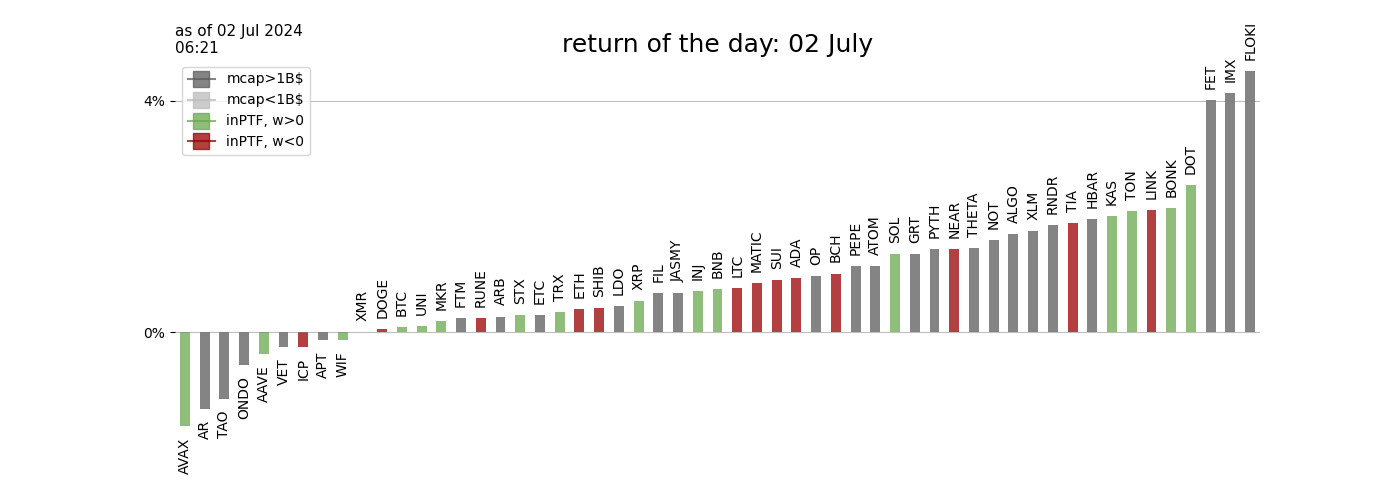 as of 02 Jul 2024
06:21
return of the day: 02 July
mcap>1B$
mcap<1B$
inPTF, w>0
inPTF, w<0
4%
0%
AVAX
AR
TAO
ONDO
AAVE
VET
ICP
APT
WIF
XMR
DOGE
BTC
UNI
MKR
FTM
RUNE
ARB
STX
ETC
TRX
ETH
SHIB
LDO
XRP
FIL
JASMY
INJ
BNB
LTC
MATIC
SUI
ADA
OP
BCH
PEPE
ATOM
SOL
GRT
PYTH
NEAR
THETA
NOT
ALGO
XLM
RNDR
TIA
HBAR
KAS
TON
LINK
BONK
DOT
FET
IMX
FLOKI